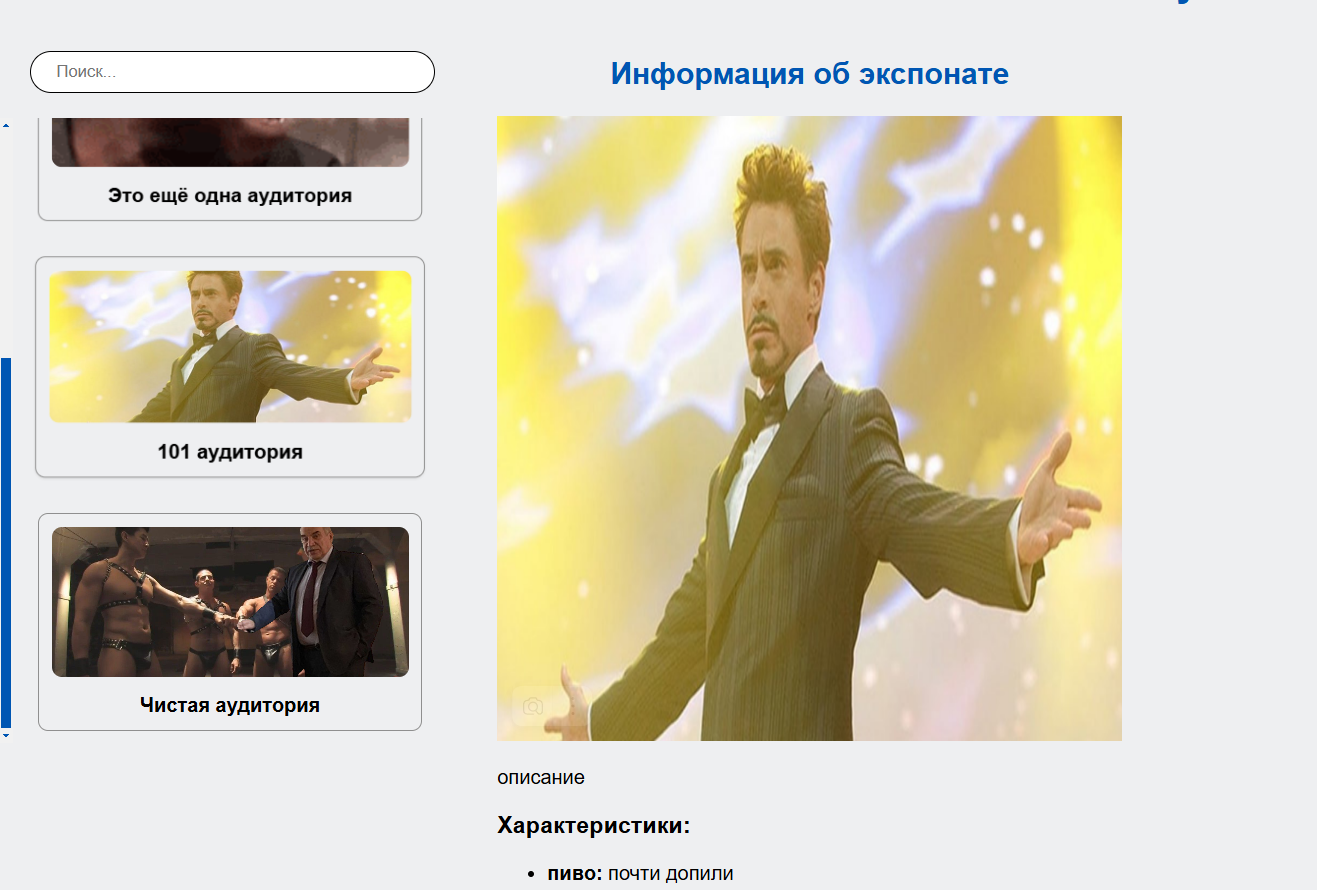 Поиск...
Это ещё одна аудитория
101 аудитория
Чистая аудитория
Информация об экспонате
описание
Характеристики:
• пиво: почти допили